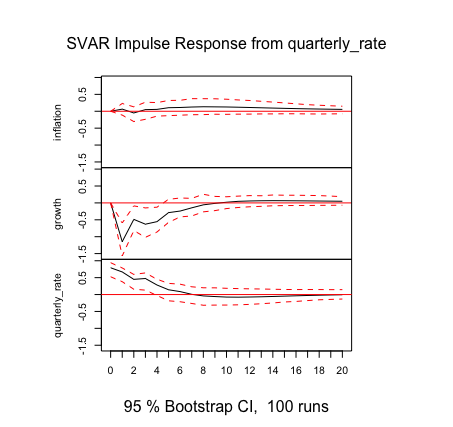 SVAR Impulse Response from quarterly_rate
inflation
0.5
-0.5
-1.5
growth
0.5
-0.5
-1.5
quarterly_rate
0.5
-0.5
-1.5
0 2 4 6 8 10 12 14 16 18 20
95 % Bootstrap CI, 100 runs